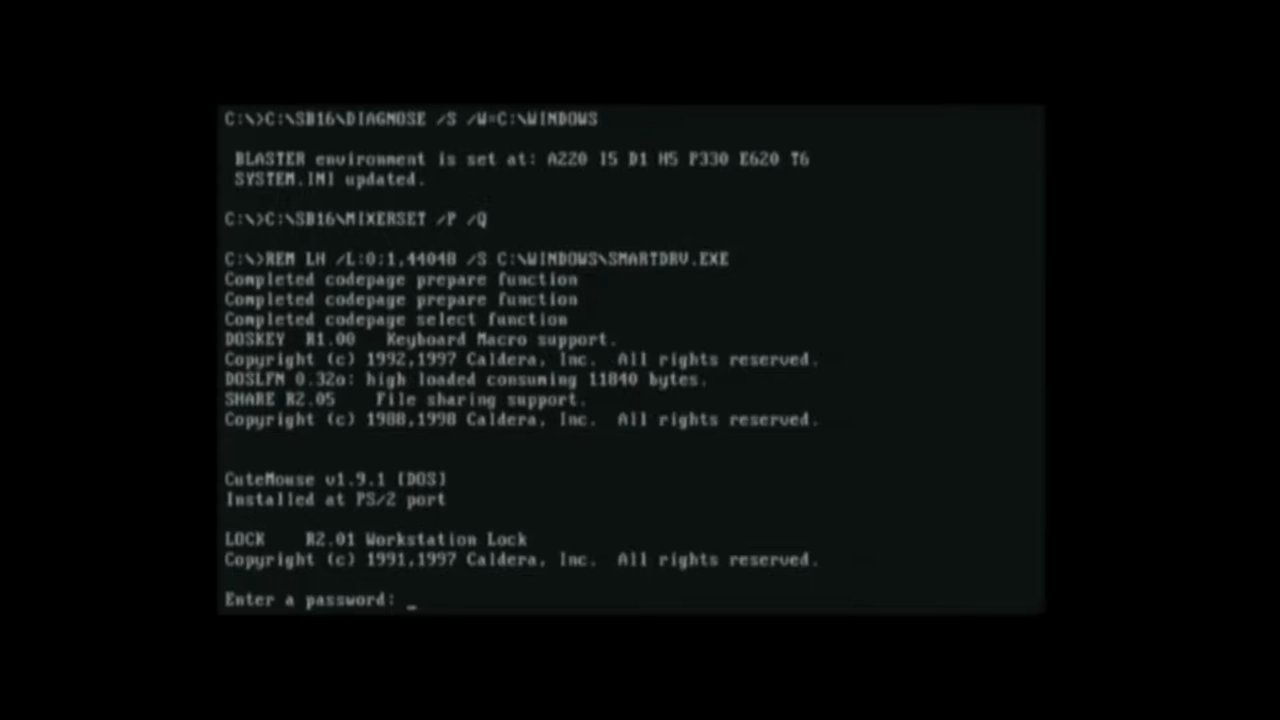 C:\>C:\SB16\DIAGNOSE /S /W=C:\WINDOWS
BLASTER environment is set at: A220 I5 D1 H5 P330 E620 T6
SYSTEM.INI updated.
C:\>C:\SB16\MIXERSET /P /Q
C:\>REM LH /L:0;1,44048 /S C:\WINDOWS\SMARTDRV.EXE
Completed codepage prepare function
Completed codepage prepare function
Completed codepage select function
DOSKEY R1.00 Keyboard Macro support.
Copyright (c) 1992,1997 Caldera, Inc. All rights reserved.
DOSLFN 0.32o: high loaded consuming 11840 bytes.
SHARE R2.05 File sharing support.
Copyright (c) 1988,1998 Caldera, Inc. All rights reserved.
CuteMouse v1.9.1 [DOS]
Installed at PS/2 port
LOCK R2.01 Workstation Lock
Copyright (c) 1991,1997 Caldera, Inc. All rights reserved.
Enter a password: _